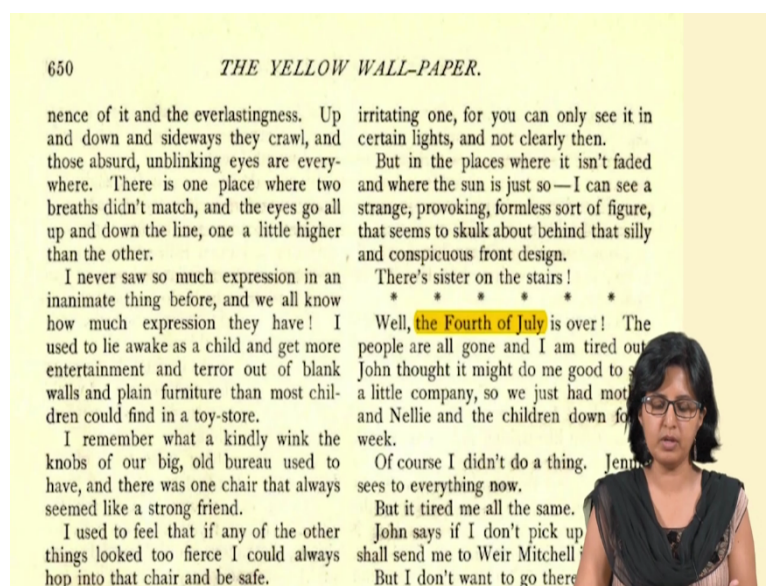 650
THE YELLOW WALL-PAPER.
nence of it and the everlastingness. Up
and down and sideways they crawl, and
those absurd, unblinking eyes are every-
where. There is one place where two
breaths didn't match, and the eyes go all
up and down the line, one a little higher
than the other.
I never saw so much expression in an
inanimate thing before, and we all know
how much expression they have! I
used to lie awake as a child and get more
entertainment and terror out of blank
walls and plain furniture than most chil-
dren could find in a toy-store.
I remember what a kindly wink the
knobs of our big, old bureau used to
have, and there was one chair that always
seemed like a strong friend.
I used to feel that if any of the other
things looked too fierce I could always
hop into that chair and be safe.
irritating one, for you can only see it in
certain lights, and not clearly then.
But in the places where it isn't faded
and where the sun is just so—I can see a
strange, provoking, formless sort of figure,
that seems to skulk about behind that silly
and conspicuous front design.
There's sister on the stairs!
* * * * * *
Well, the Fourth of July is over! The
people are all gone and I am tired out.
John thought it might do me good to
a little company, so we just had
and Nellie and the children down
week.
Of course I didn't do a thing.
sees to everything now.
But it tired me all the same.
John says if I don't pick up
shall send me to Weir Mitchell
But I don't want to go there